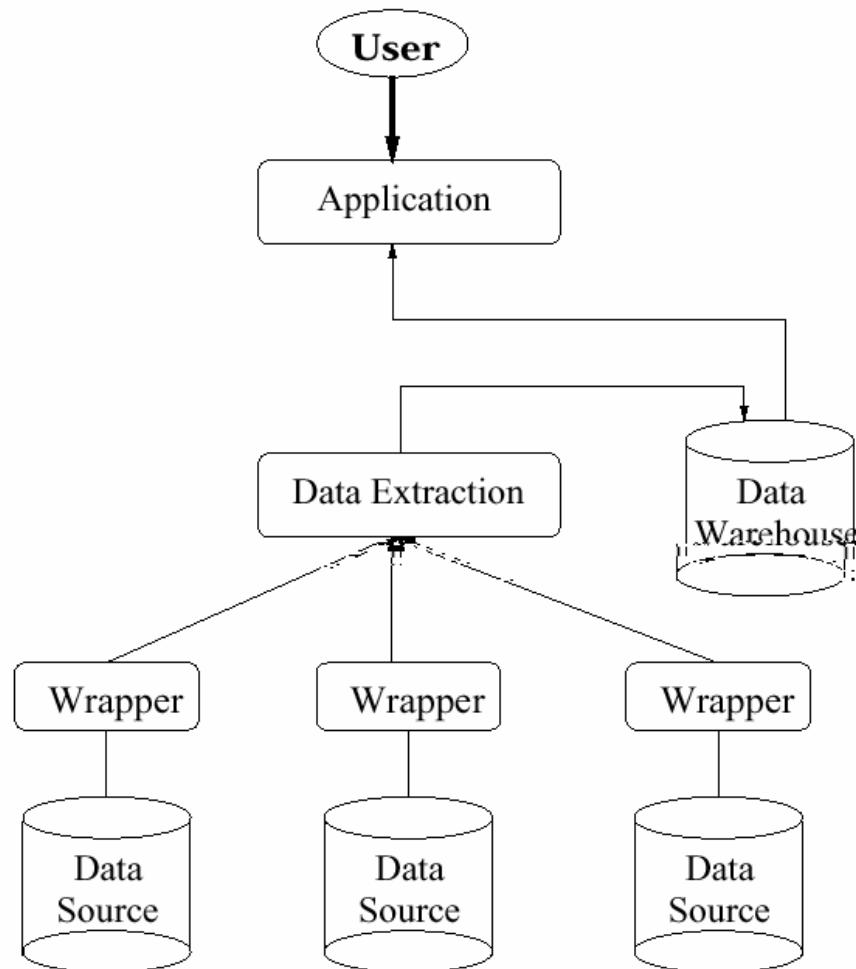 User
Application
Data Extraction
Data
Warehouse
Wrapper
Wrapper
Wrapper
Data
Source
Data
Source
Data
Source